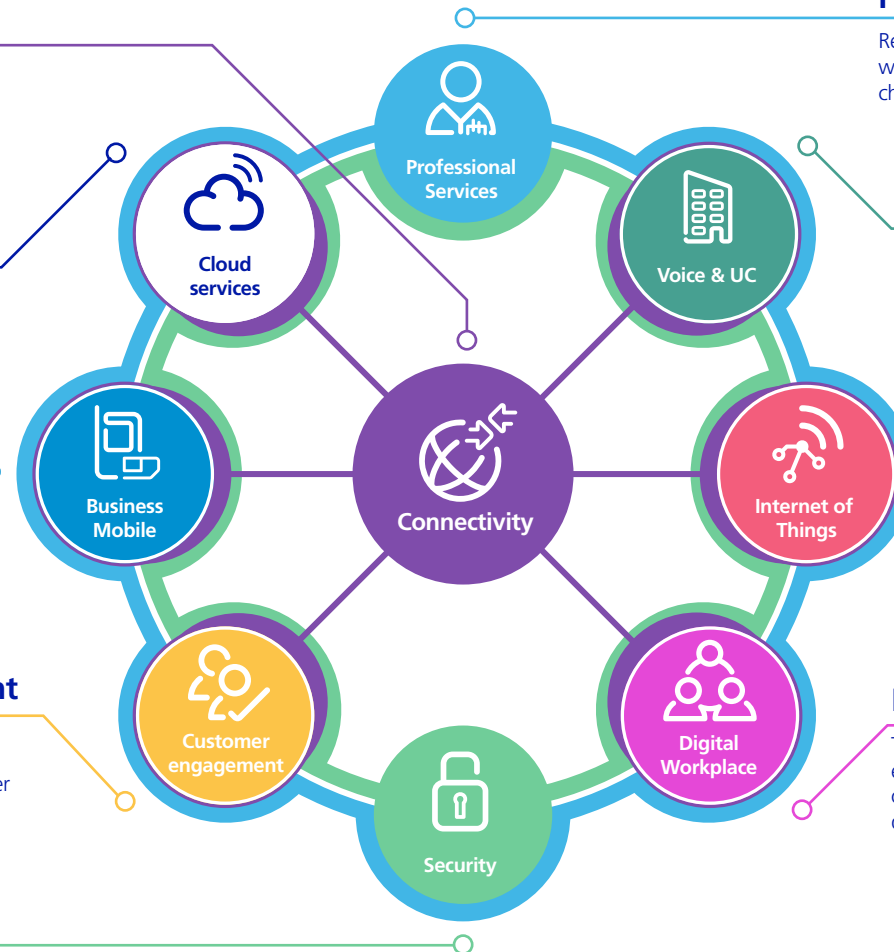 Professional
Services
Cloud
services
Voice & UC
Business
Mobile
Connectivity
Internet of
Things
Customer
engagement
Digital
Workplace
Security